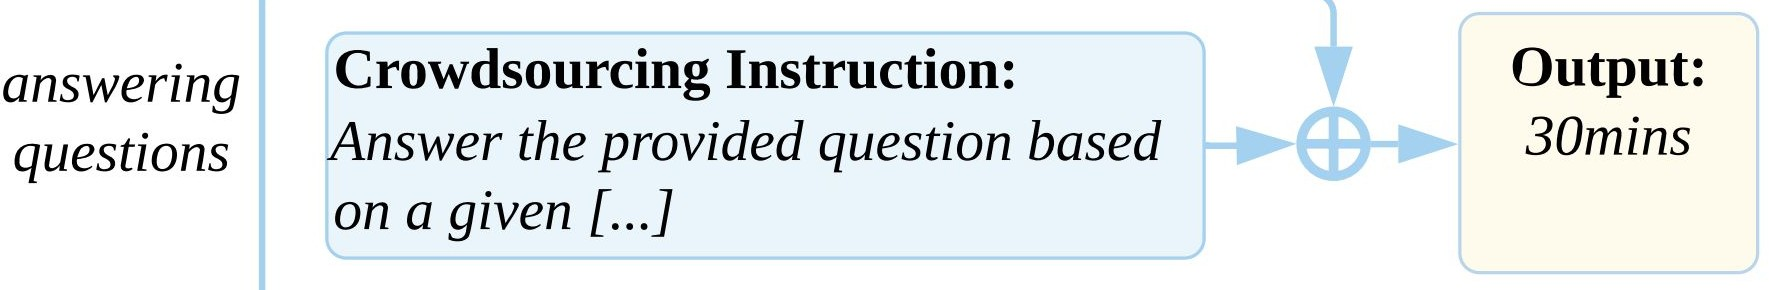 answering
questions
Crowdsourcing Instruction:
Answer the provided question based
on a given [...]
Output:
30mins